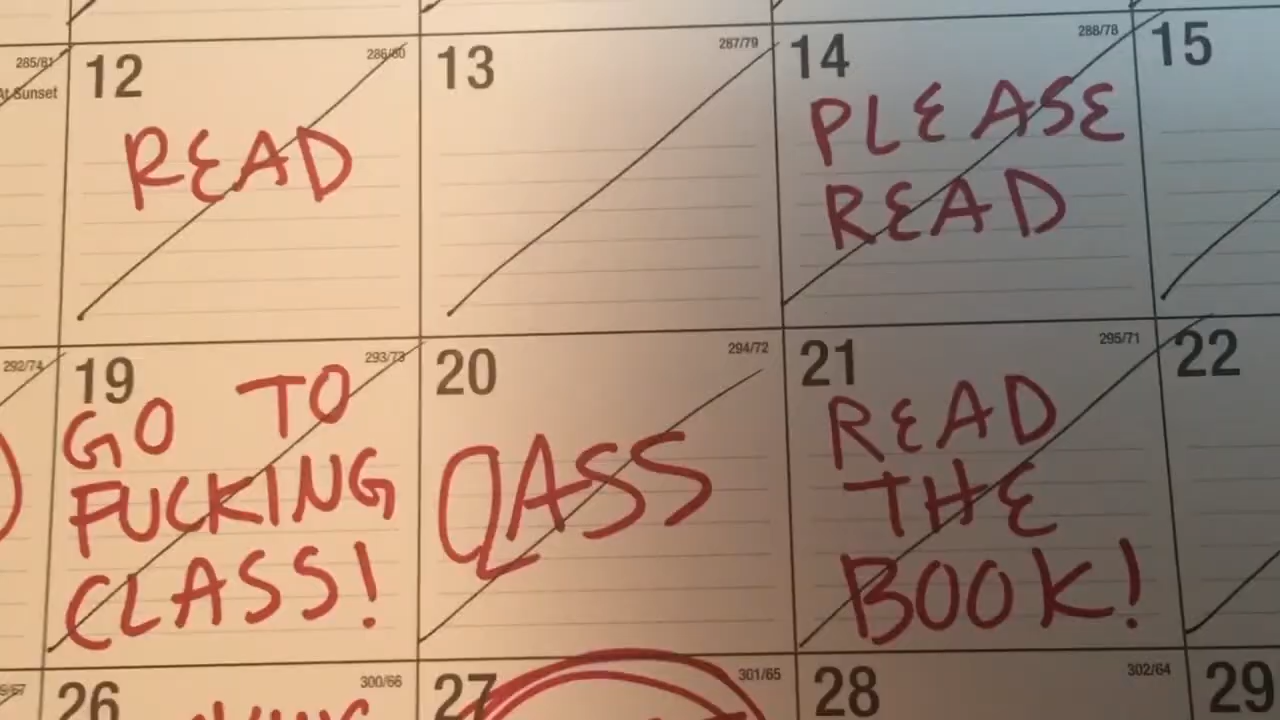 285/81
At Sunset
12
286/80
READ
13
287/79
14
288/78
PLEASE
READ
15
292/74
19
293/73
GO TO
FUCKING
CLASS!
20
294/72
QASS
21
295/71
READ
THE
BOOK!
22
26
300/66
27
301/65
28
302/64
29